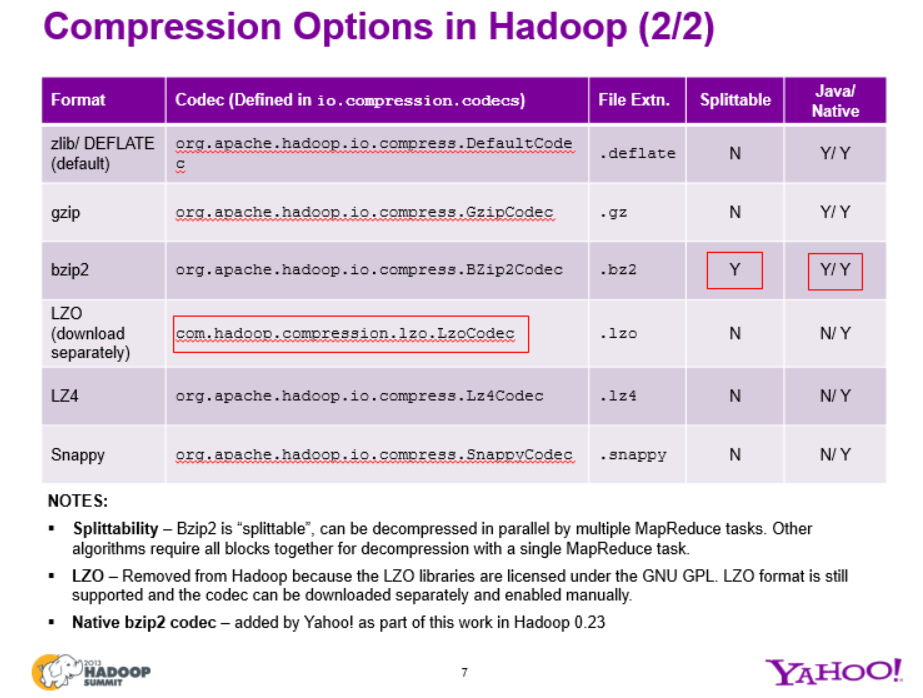 Compression Options in Hadoop (2/2)
Format Codec (Defined in io.compression.codecs) File Extn. Splittable Java/
Native
zlib/ DEFLATE
(default) org.apache.hadoop.io.compress.DefaultCode
c .deflate N Y/ Y
gzip org.apache.hadoop.io.compress.GzipCodec .gz N Y/ Y
bzip2 org.apache.hadoop.io.compress.BZip2Codec .bz2 Y Y/ Y
LZO
(download
separately) com.hadoop.compression.lzo.LzoCodec .lzo N N/ Y
LZ4 org.apache.hadoop.io.compress.Lz4Codec .lz4 N N/ Y
Snappy org.apache.hadoop.io.compress.SnappyCodec .snappy N N/ Y
NOTES:
▪ Splittability – Bzip2 is “splittable”, can be decompressed in parallel by multiple MapReduce tasks. Other
algorithms require all blocks together for decompression with a single MapReduce task.
▪ LZO – Removed from Hadoop because the LZO libraries are licensed under the GNU GPL. LZO format is still
supported and the codec can be downloaded separately and enabled manually.
▪ Native bzip2 codec – added by Yahoo! as part of this work in Hadoop 0.23
2013
HADOOP
SUMMIT
7
YAHOO!